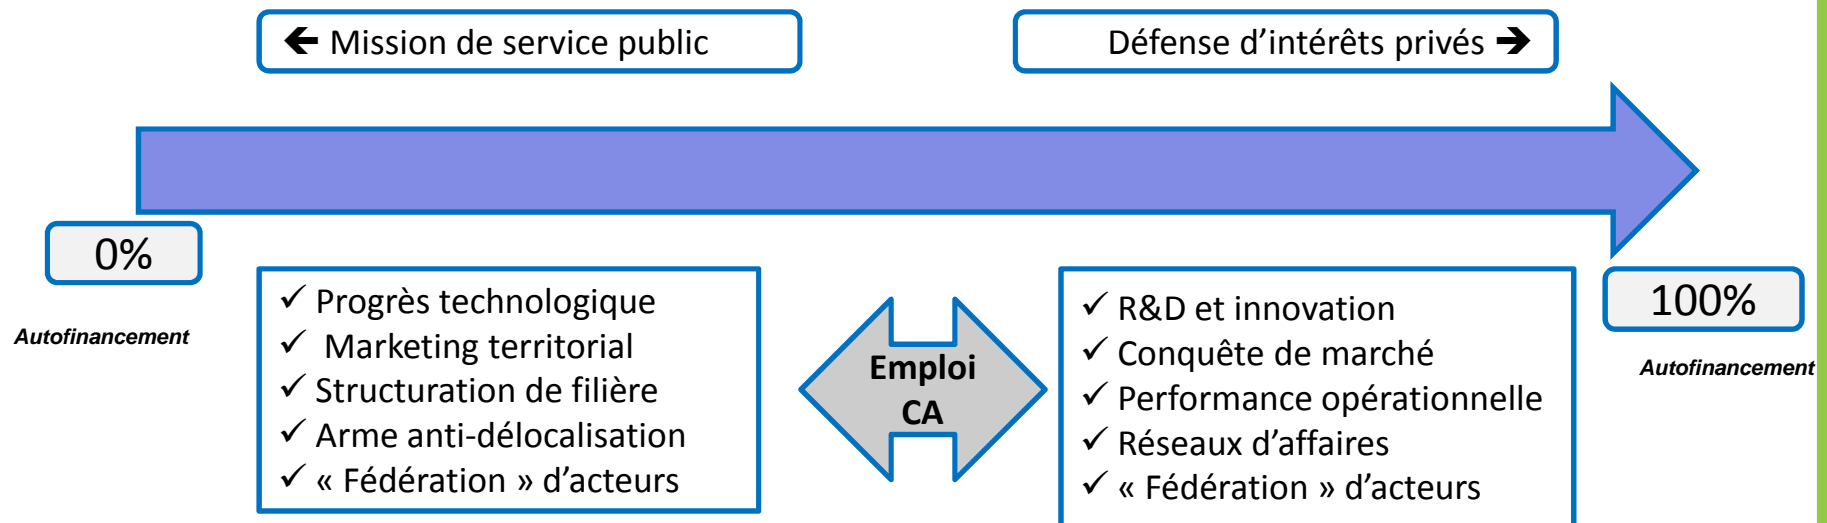 🡸 Mission de service public
Défense d’intérêts privés 🡺
0%
Autofinancement
✓ Progrès technologique
✓ Marketing territorial
✓ Structuration de filière
✓ Arme anti-délocalisation
✓ « Fédération » d’acteurs
Emploi
CA
✓ R&D et innovation
✓ Conquête de marché
✓ Performance opérationnelle
✓ Réseaux d’affaires
✓ « Fédération » d’acteurs
100%
Autofinancement